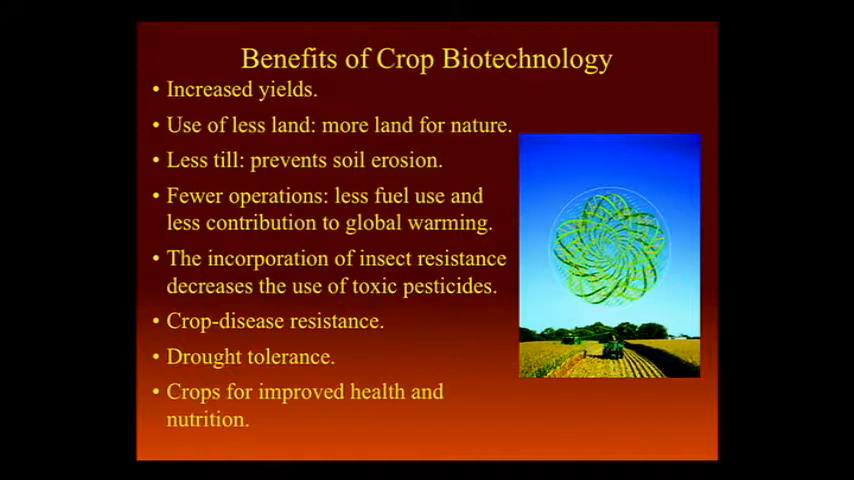 Benefits of Crop Biotechnology
• Increased yields.
• Use of less land: more land for nature.
• Less till: prevents soil erosion.
• Fewer operations: less fuel use and
less contribution to global warming.
• The incorporation of insect resistance
decreases the use of toxic pesticides.
• Crop-disease resistance.
• Drought tolerance.
• Crops for improved health and
nutrition.